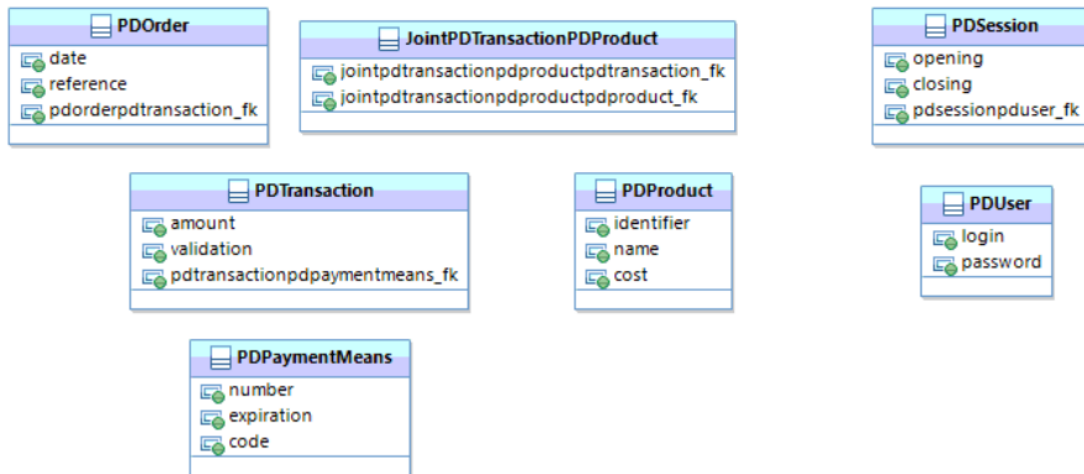 PDOrder
date
reference
pdorderpdtransaction_fk
JointPDTransactionPDProduct
jointpdtransactionpdproductpdtransaction_fk
jointpdtransactionpdproductpdproduct_fk
PDSession
opening
closing
pdsessionpduser_fk
PDTransaction
amount
validation
pdtransactionpdpaymentmeans_fk
PDProduct
identifier
name
cost
PDUser
login
password
PDPaymentMeans
number
expiration
code